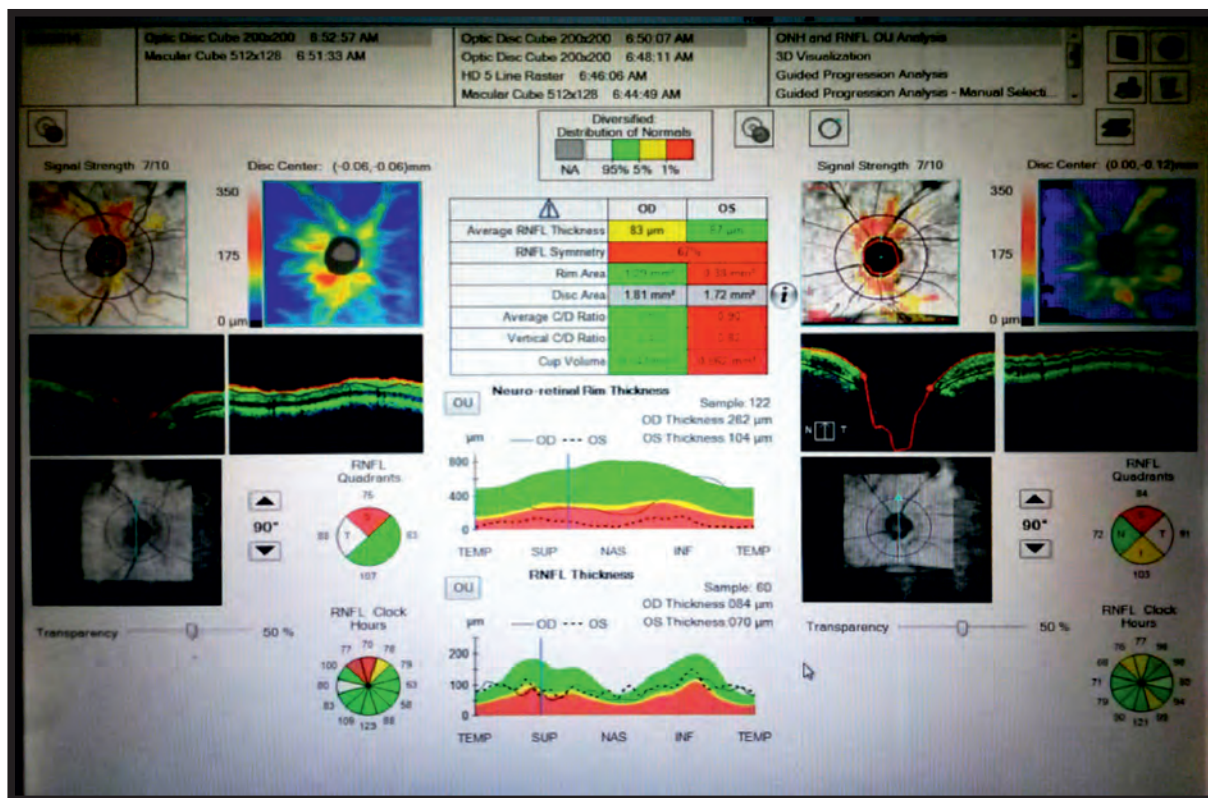 Optic Disc Cube 200x200 8:52:57 AM
Macular Cube 512x128 6:51:33 AM
Optic Disc Cube 200x200 6:50:07 AM
Optic Disc Cube 200x200 6:48:11 AM
HD 5 Line Raster 6:46:06 AM
Macular Cube 512x128 6:44:49 AM
ONH and RNFL OU Analysis
3D Visualization
Guided Progression Analysis
Guided Progression Analysis - Manual Selecti...
Diversified:
Distribution of Normals
NA 95% 5% 1%
Signal Strength 7/10
Disc Center: (-0.06,-0.06)mm
350
175
0 µm
OD OS
Average RNFL Thickness 83 µm
RNFL Symmetry
Rim Area
Disc Area 1.81 mm² 1.72 mm²
Average C/D Ratio
Vertical C/D Ratio
Cup Volume
i
Signal Strength 7/10
Disc Center: (0.00,-0.12)mm
350
175
0 µm
N T
OU
Neuro-retinal Rim Thickness
Sample: 122
OD Thickness:262 µm
OS Thickness:104 µm
µm
OD OS
800
400
0
TEMP SUP NAS INF TEMP
RNFL
Quadrants
T
107
90°
RNFL Clock
Hours
77 78
100 79
80 63
83 58
109 123 88
Transparency 50 %
OU
RNFL Thickness
Sample: 60
OD Thickness:084 µm
OS Thickness:070 µm
µm
OD OS
200
100
0
TEMP SUP NAS INF TEMP
RNFL
Quadrants
84
72 N T 91
103
90°
RNFL Clock
Hours
76 77
71
79 94
90 121 99
Transparency 50 %